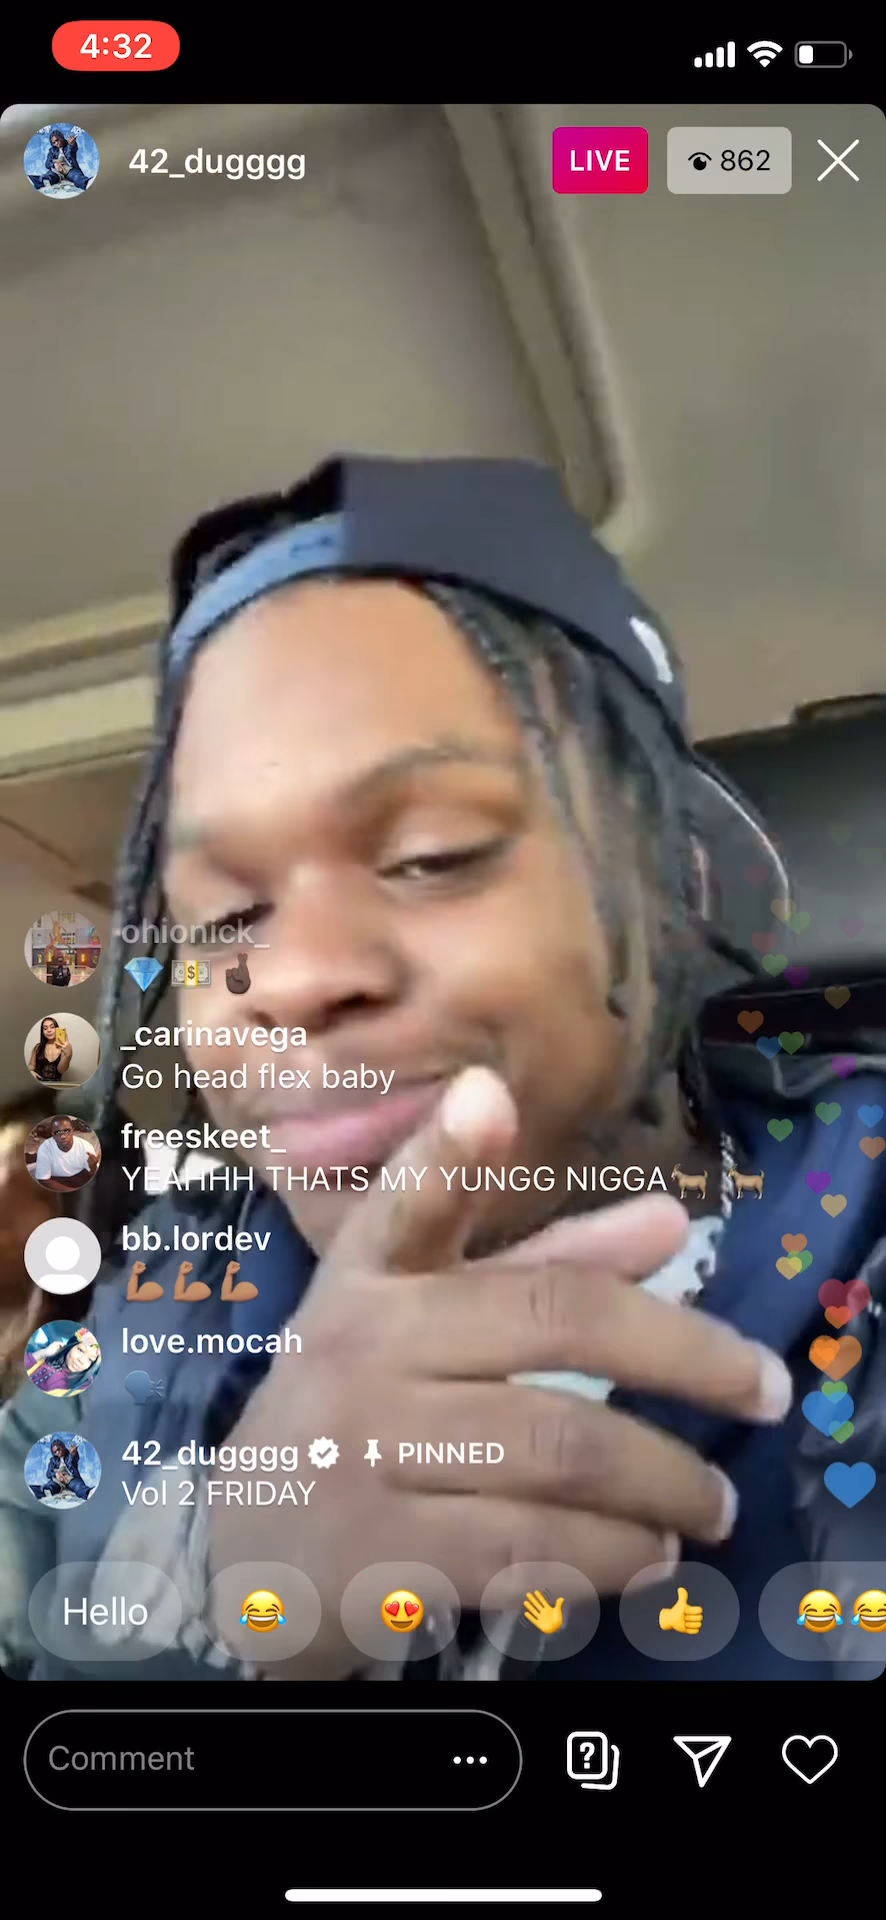 4:32
42_dugggg
LIVE
862
ohionick_
_carinavega
Go head flex baby
freeskeet_
YEAHHH THATS MY YUNGG NIGGA
bb.lordev
love.mocah
42_dugggg PINNED
Vol 2 FRIDAY
Hello
Comment